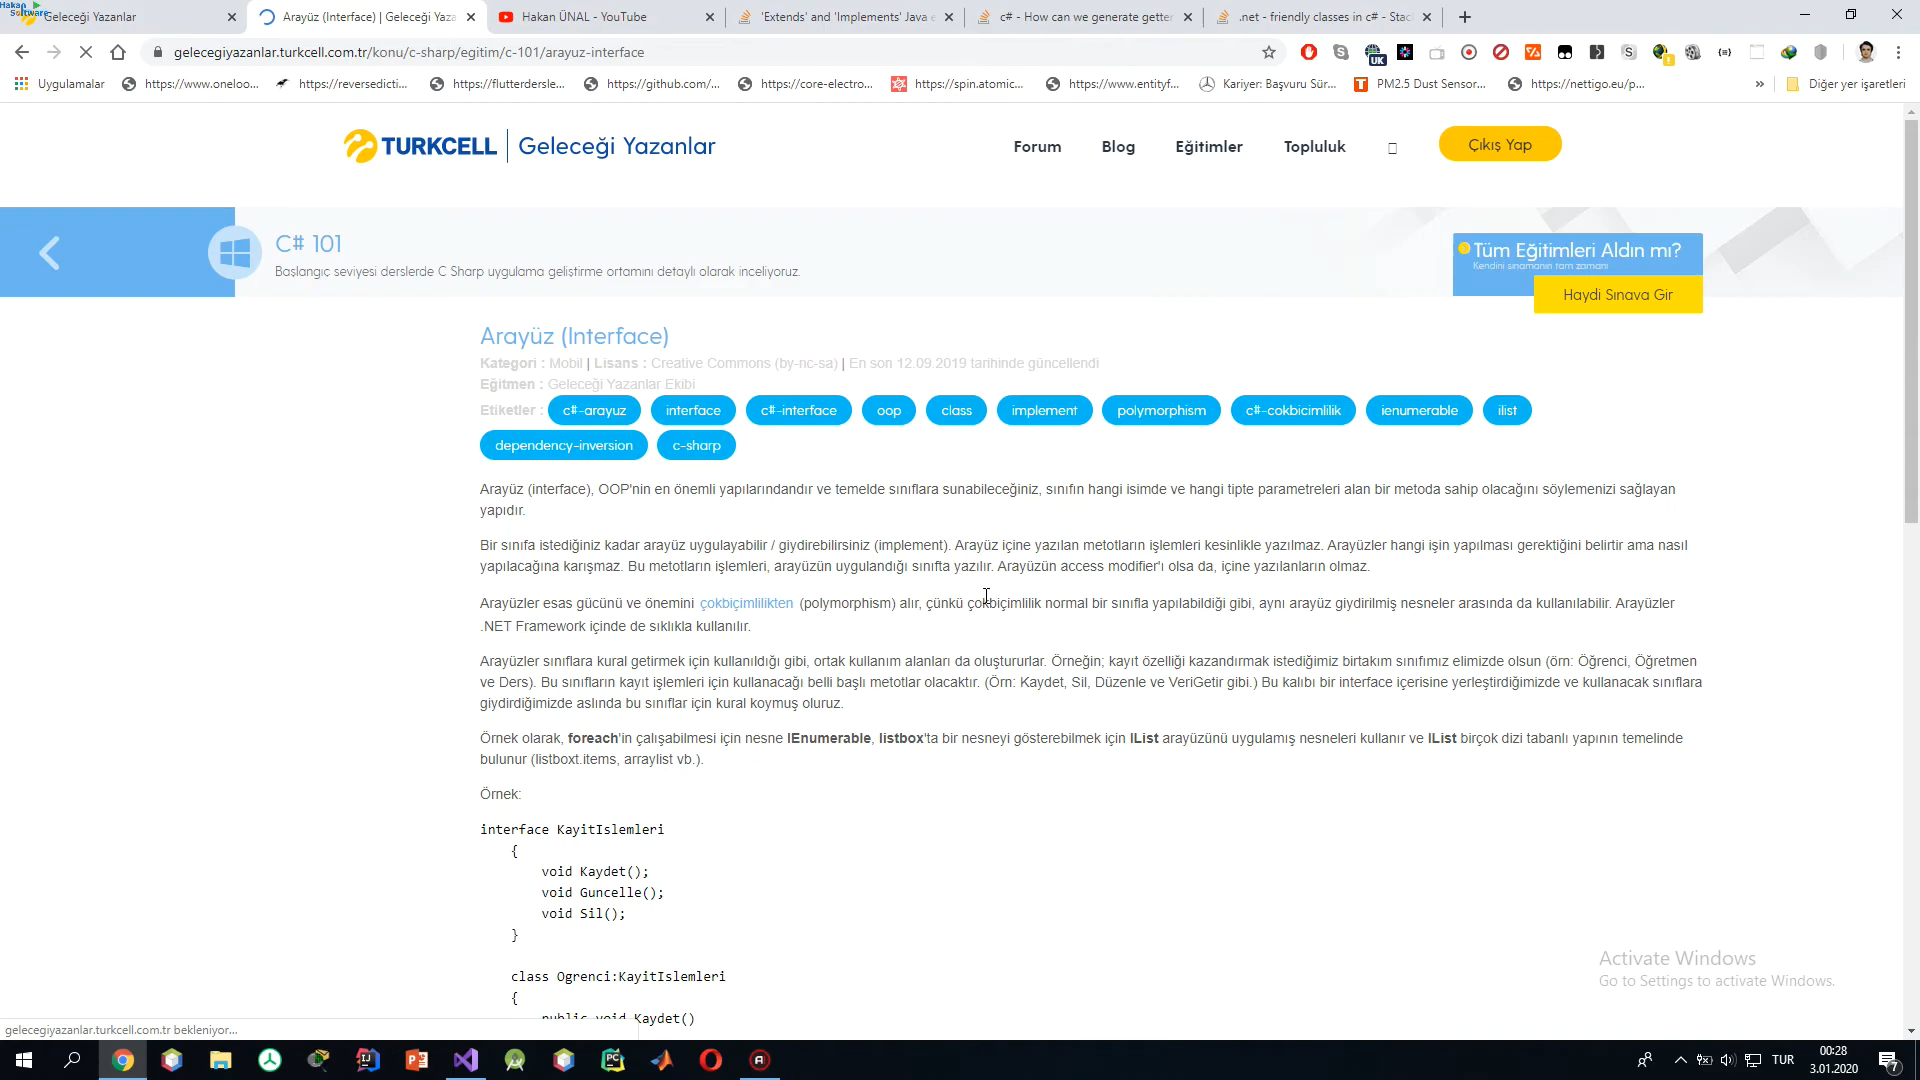 Hakan
Software
Geleceği Yazanlar
Arayüz (Interface) | Geleceği Yaza
Hakan ÜNAL - YouTube
'Extends' and 'Implements' Java e
c# - How can we generate getter
.net - friendly classes in c# - Stac
gelecegiyazanlar.turkcell.com.tr/konu/c-sharp/egitim/c-101/arayuz-interface
UK
Uygulamalar
https://www.oneloo...
https://reversedicti...
https://flutterdersle...
https://github.com/...
https://core-electro...
https://spin.atomic...
https://www.entityf...
Kariyer: Başvuru Sür...
PM2.5 Dust Sensor...
https://nettigo.eu/p...
»
Diğer yer işaretleri
TURKCELL
Geleceği Yazanlar
Forum
Blog
Eğitimler
Topluluk
Çıkış Yap
C# 101
Başlangıç seviyesi derslerde C Sharp uygulama geliştirme ortamını detaylı olarak inceliyoruz.
Tüm Eğitimleri Aldın mı?
Kendini sınamanın tam zamanı
Haydi Sınava Gir
Arayüz (Interface)
Kategori : Mobil | Lisans : Creative Commons (by-nc-sa) | En son 12.09.2019 tarihinde güncellendi
Eğitmen : Geleceği Yazanlar Ekibi
Etiketler : c#-arayuz interface c#-interface oop class implement polymorphism c#-cokbicimlilik ienumerable ilist
dependency-inversion c-sharp
Arayüz (interface), OOP'nin en önemli yapılarındandır ve temelde sınıflara sunabileceğiniz, sınıfın hangi isimde ve hangi tipte parametreleri alan bir metoda sahip olacağını söylemenizi sağlayan
yapıdır.
Bir sınıfa istediğiniz kadar arayüz uygulayabilir / giydirebilirsiniz (implement). Arayüz içine yazılan metotların işlemleri kesinlikle yazılmaz. Arayüzler hangi işin yapılması gerektiğini belirtir ama nasıl
yapılacağına karışmaz. Bu metotların işlemleri, arayüzün uygulandığı sınıfta yazılır. Arayüzün access modifier'ı olsa da, içine yazılanların olmaz.
Arayüzler esas gücünü ve önemini çokbiçimlilikten (polymorphism) alır, çünkü çokbiçimlilik normal bir sınıfla yapılabildiği gibi, aynı arayüz giydirilmiş nesneler arasında da kullanılabilir. Arayüzler
.NET Framework içinde de sıklıkla kullanılır.
Arayüzler sınıflara kural getirmek için kullanıldığı gibi, ortak kullanım alanları da oluştururlar. Örneğin; kayıt özelliği kazandırmak istediğimiz birtakım sınıfımız elimizde olsun (örn: Öğrenci, Öğretmen
ve Ders). Bu sınıfların kayıt işlemleri için kullanacağı belli başlı metotlar olacaktır. (Örn: Kaydet, Sil, Düzenle ve VeriGetir gibi.) Bu kalıbı bir interface içerisine yerleştirdiğimizde ve kullanacak sınıflara
giydirdiğimizde aslında bu sınıflar için kural koymuş oluruz.
Örnek olarak, foreach'in çalışabilmesi için nesne IEnumerable, listbox'ta bir nesneyi gösterebilmek için IList arayüzünü uygulamış nesneleri kullanır ve IList birçok dizi tabanlı yapının temelinde
bulunur (listboxt.items, arraylist vb.).
Örnek:
interface KayitIslemleri
{
void Kaydet();
void Guncelle();
void Sil();
}
class Ogrenci:KayitIslemleri
{
public void Kaydet()
Activate Windows
Go to Settings to activate Windows.
gelecegiyazanlar.turkcell.com.tr bekleniyor...
TUR
00:28
3.01.2020
7